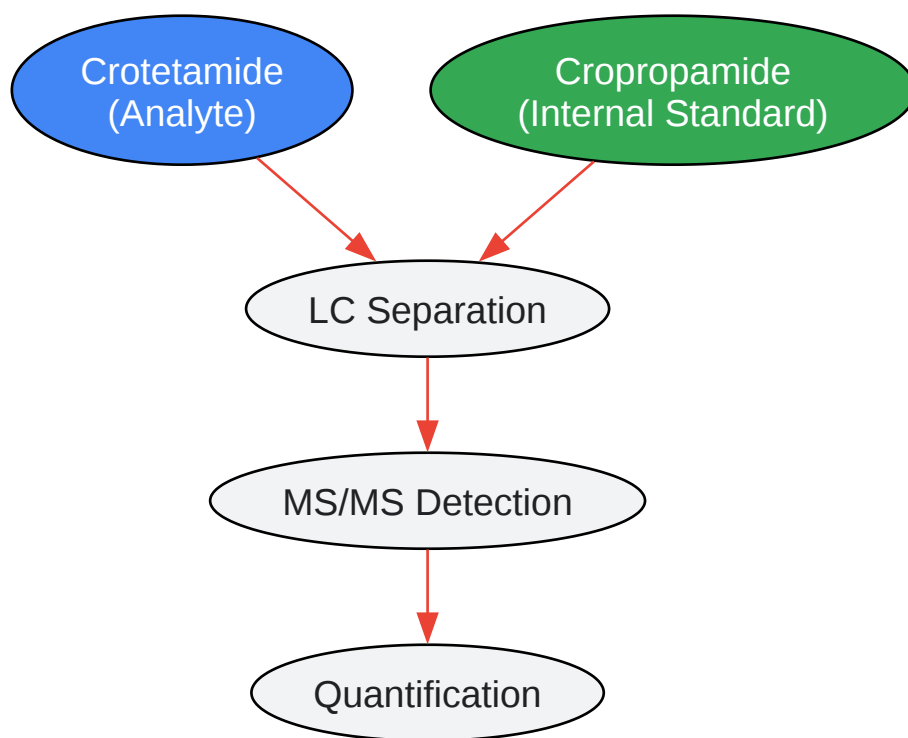 Crotetamide
(Analyte)
Cropropamide
(Internal Standard)
LC Separation
MS/MS Detection
Quantification